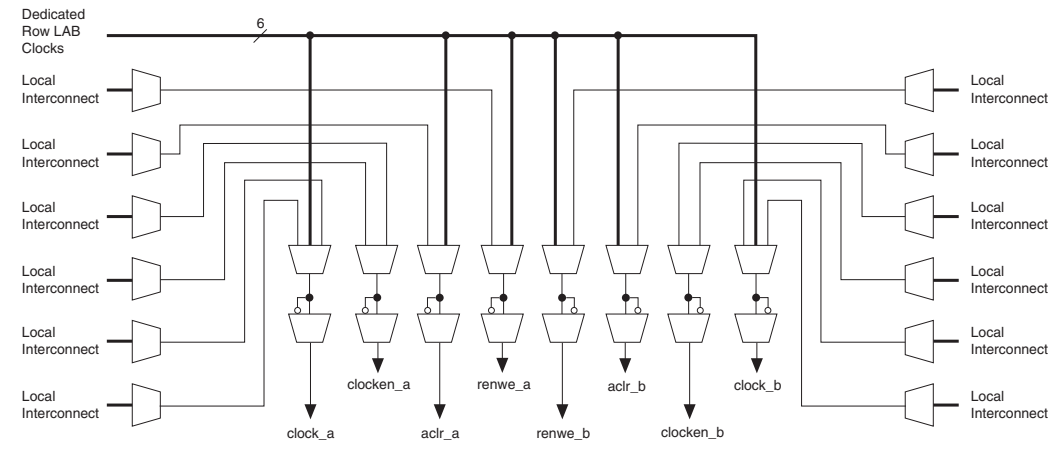 Dedicated
Row LAB
Clocks
6
Local
Interconnect
Local
Interconnect
Local
Interconnect
Local
Interconnect
Local
Interconnect
Local
Interconnect
Local
Interconnect
Local
Interconnect
Local
Interconnect
Local
Interconnect
Local
Interconnect
Local
Interconnect
clocken_a
renwe_a
aclr_b
clock_b
clock_a
aclr_a
renwe_b
clocken_b